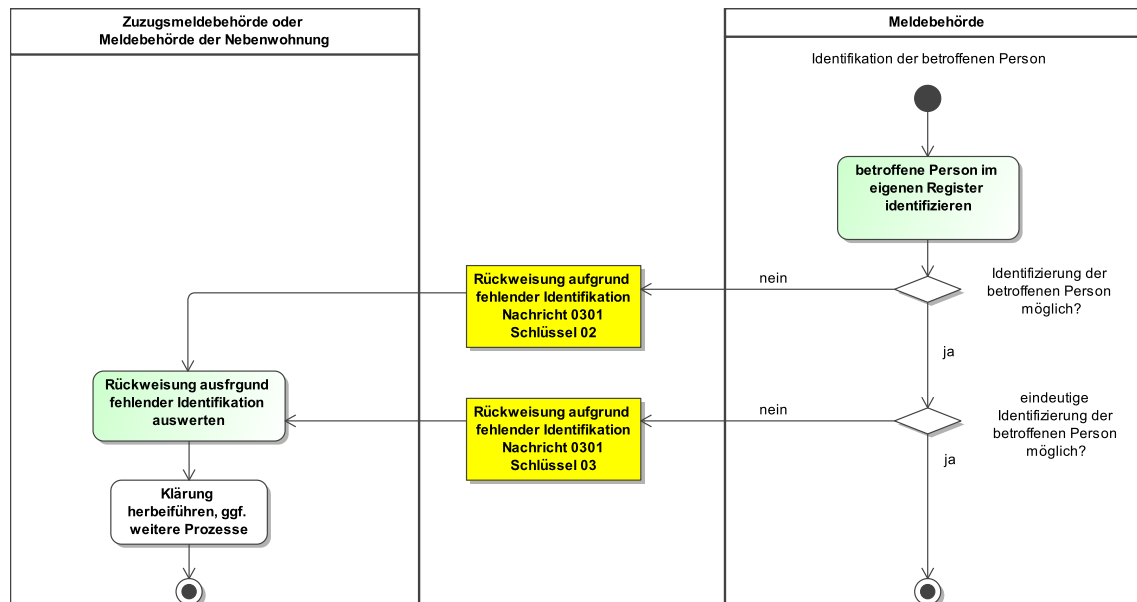 Zuzugsmeldebehörde oder
Meldebehörde der Nebenwohnung
Meldebehörde
Identifikation der betroffenen Person
betroffene Person im
eigenen Register
identifizieren
Rückweisung aufgrund
fehlender Identifikation
Nachricht 0301
Schlüssel 02
nein
Identifizierung der
betroffenen Person
möglich?
ja
Rückweisung ausfrgund
fehlender Identifikation
auswerten
Rückweisung aufgrund
fehlender Identifikation
Nachricht 0301
Schlüssel 03
nein
eindeutige
Identifizierung der
betroffenen Person
möglich?
ja
Klärung
herbeiführen, ggf.
weitere Prozesse